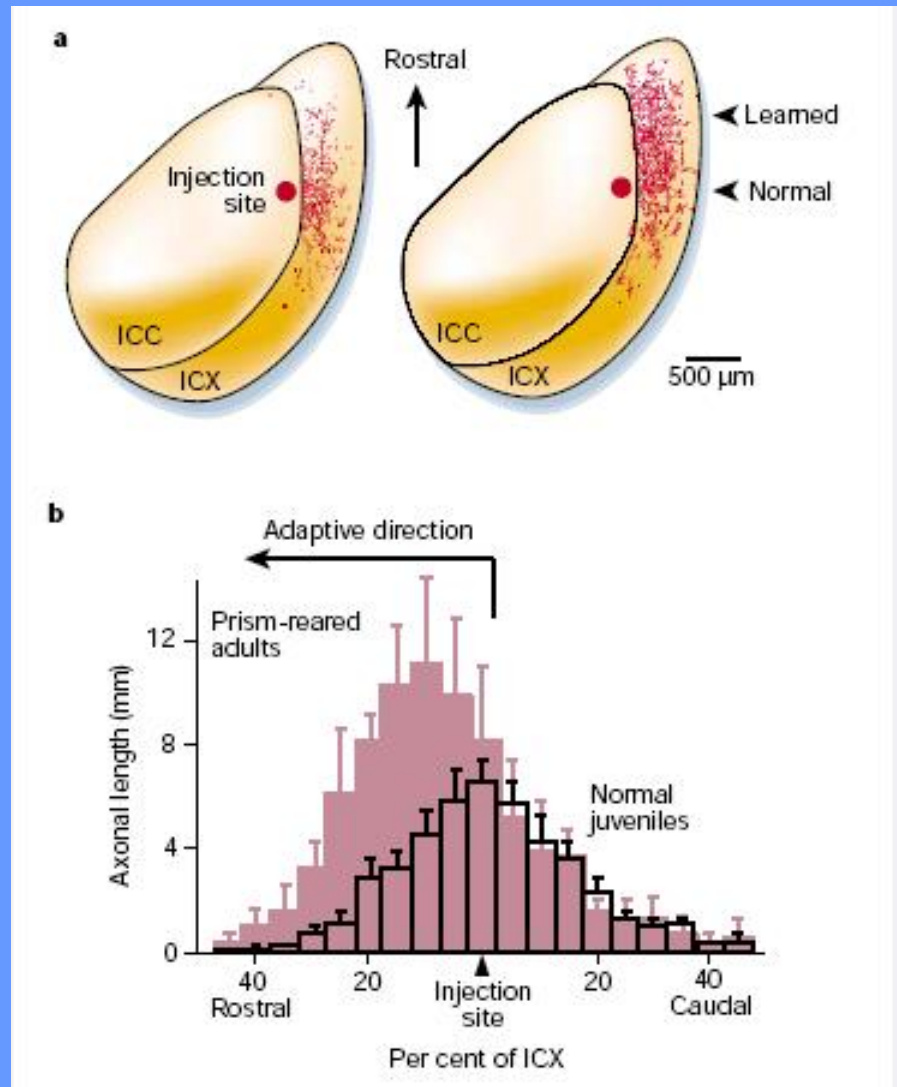 a
Rostral
Injection
site
ICC
ICX
Learned
Normal
ICC
ICX
500 µm
b
Adaptive direction
Prism-reared
adults
Normal
juveniles
Axonal length (mm)
12
8
4
0
40
20
Injection
site
20
40
Rostral
Caudal
Per cent of ICX